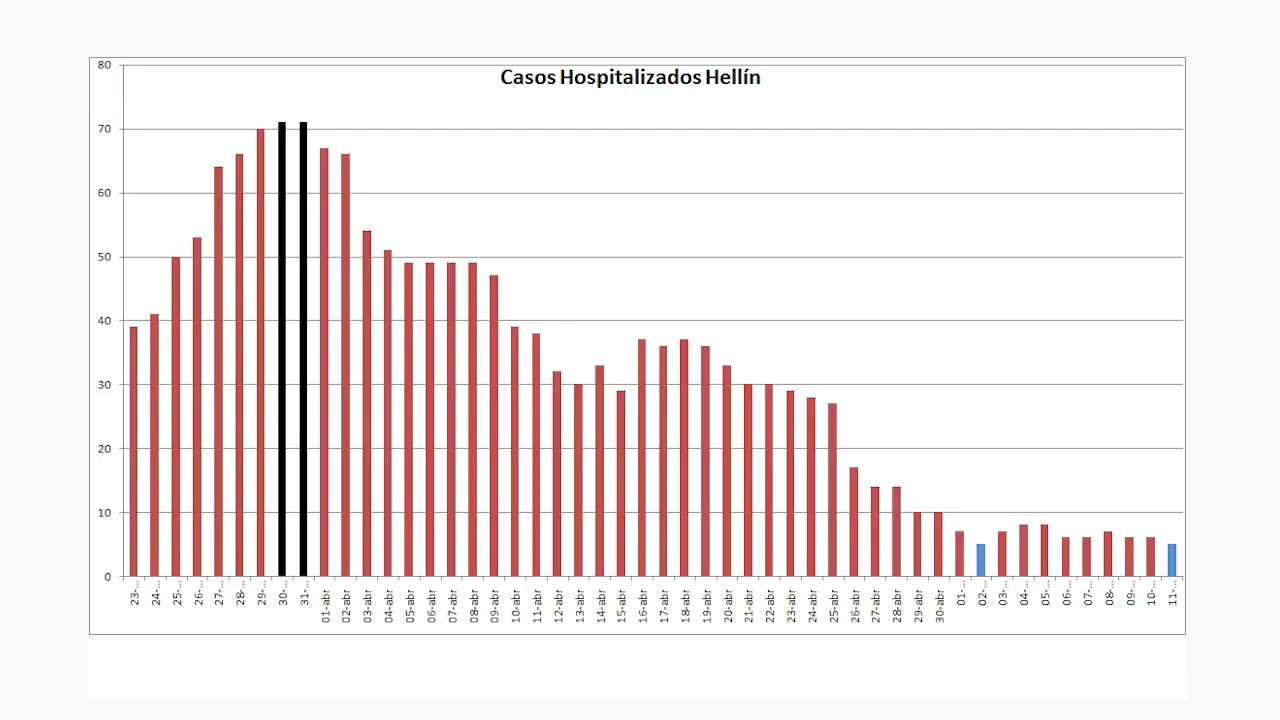 Casos Hospitalizados Hellín
80
70
60
50
40
30
20
10
0
23-...
24-...
25-...
26-...
27-...
28-...
29-...
30-...
31-...
01-abr
02-abr
03-abr
04-abr
05-abr
06-abr
07-abr
08-abr
09-abr
10-abr
11-abr
12-abr
13-abr
14-abr
15-abr
16-abr
17-abr
18-abr
19-abr
20-abr
21-abr
22-abr
23-abr
24-abr
25-abr
26-abr
27-abr
28-abr
29-abr
30-abr
01-...
02-...
03-...
04-...
05-...
06-...
07-...
08-...
09-...
10-...
11-...